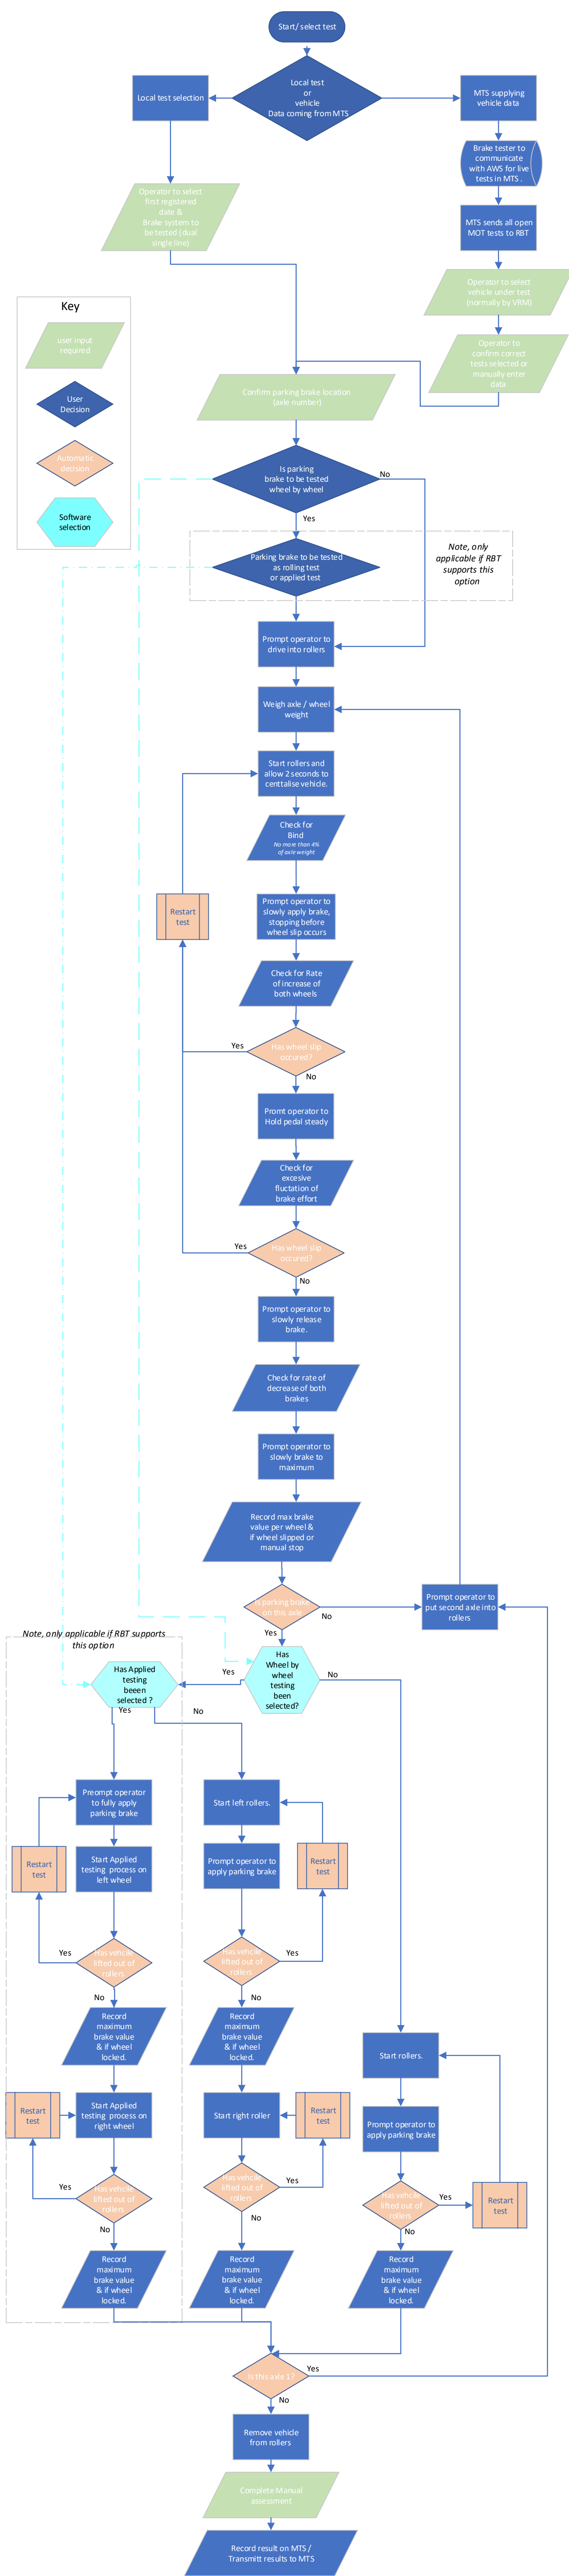 Start/ select test
Local test
or
vehicle
Data coming from MTS
Local test selection
MTS supplying
vehicle data
Brake tester to
communicate
with AWS for live
tests in MTS .
MTS sends all open
MOT tests to RBT
Operator to select
first registered
date &
Brake system to
be tested (dual
single line)
Operator to select
vehicle under test
(normally by VRM)
Operator to
confirm correct
tests selected or
manually enter
data
Key
user input
required
User
Decision
Automatic
decision
Software
selection
Confirm parking brake location
(axle number)
Is parking
brake to be tested
wheel by wheel
No
Yes
Parking brake to be tested
as rolling test
or applied test
Note, only
applicable if RBT
supports this
option
Prompt operator to
drive into rollers
Weigh axle / wheel
weight
Start rollers and
allow 2 seconds to
centtalise vehicle.
Check for
Bind
No more than 4%
of axle weight
Restart
test
Prompt operator to
slowly apply brake,
stopping before
wheel slip occurs
Check for Rate
of increase of
both wheels
Yes
Has wheel slip
occured?
No
Promt operator to
Hold pedal steady
Check for
excesive
fluctation of
brake effort
Yes
Has wheel slip
occured?
No
Prompt operator to
slowly release
brake.
Check for rate of
decrease of both
brakes
Prompt operator to
slowly brake to
maximum
Record max brake
value per wheel &
if wheel slipped or
manual stop
Is parking brake
on this axle
No
Yes
Prompt operator to
put second axle into
rollers
Note, only applicable if RBT supports
this option
Has Applied
testing
beeen
selected ?
Yes
Has
Wheel by
wheel
testing
been
selected?
No
Yes
No
Preompt operator
to fully apply
parking brake
Start left rollers.
Restart
test
Start Applied
testing process on
left wheel
Prompt operator to
apply parking brake
Restart
test
Yes
Has vehcile
lifted out of
rollers
Has vehcile
lifted out of
rollers
Yes
No
No
Record
maximum
brake value
& if wheel
locked.
Record
maximum
brake value
& if wheel
locked.
Start rollers.
Restart
test
Start Applied
testing process on
right wheel
Start right roller
Restart
test
Prompt operator to
apply parking brake
Yes
Has vehcile
lifted out of
rollers
Has vehcile
lifted out of
rollers
Yes
Has vehcile
lifted out of
rollers
Yes
Restart
test
No
No
No
Record
maximum
brake value
& if wheel
locked.
Record
maximum
brake value
& if wheel
locked.
Record
maximum
brake value
& if wheel
locked.
Is this axle 1?
Yes
No
Remove vehicle
from rollers
Complete Manual
assessment
Record result on MTS /
Transmitt results to MTS